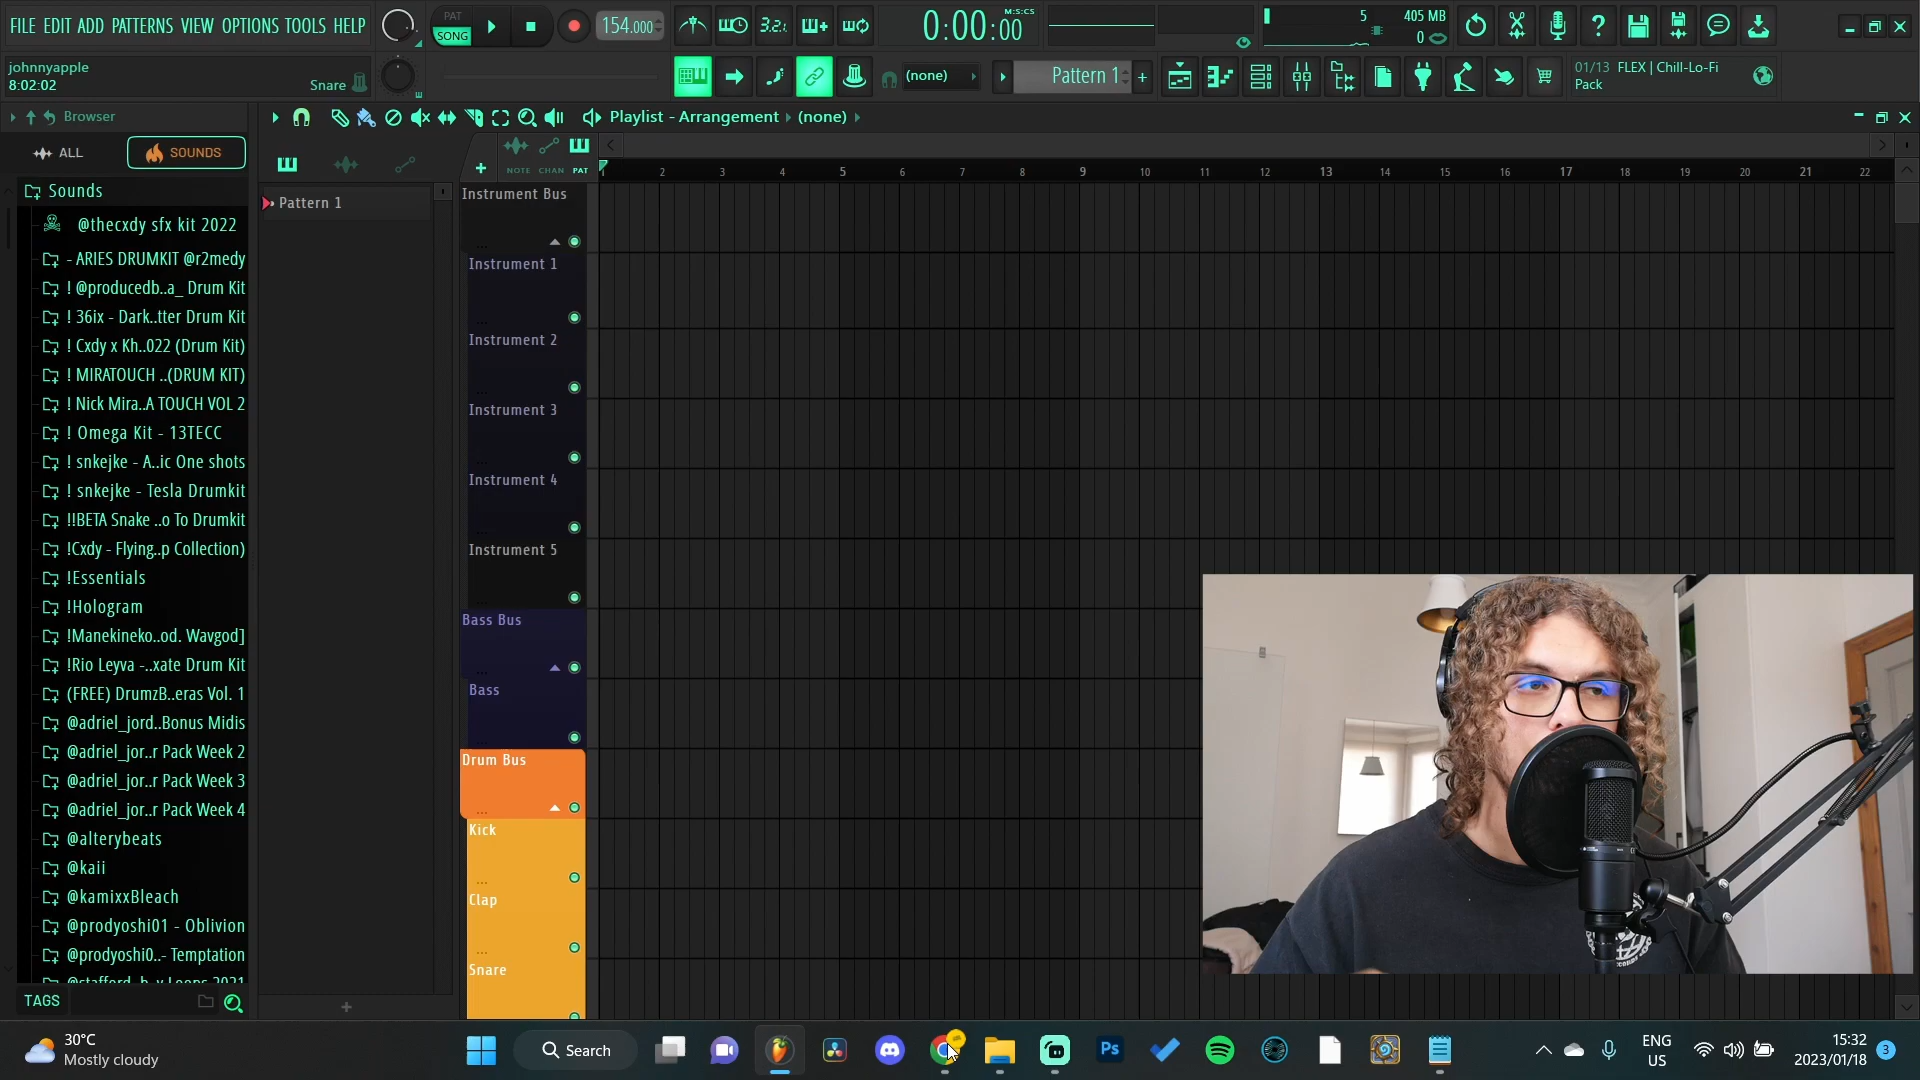 FILE EDIT ADD PATTERNS VIEW OPTIONS TOOLS HELP
PAT
SONG
154.000
3.2.1
0:00:00
M:S:CS
5
405 MB
0
johnnyapple
8:02:02
Snare
(none)
Pattern 1
+
01/13 FLEX | Chill-Lo-Fi
Pack
Browser
Playlist - Arrangement (none)
ALL
SOUNDS
NOTE CHAN PAT
1 2 3 4 5 6 7 8 9 10 11 12 13 14 15 16 17 18 19 20 21 22
Sounds
@thecxdy sfx kit 2022
- ARIES DRUMKIT @r2medy
! @producedb..a_ Drum Kit
! 36ix - Dark..tter Drum Kit
! Cxdy x Kh..022 (Drum Kit)
! MIRATOUCH ..(DRUM KIT)
! Nick Mira..A TOUCH VOL 2
! Omega Kit - 13TECC
! snkejke - A..ic One shots
! snkejke - Tesla Drumkit
!!BETA Snake ..o To Drumkit
!Cxdy - Flying..p Collection)
!Essentials
!Hologram
!Manekineko..od. Wavgod]
!Rio Leyva -..xate Drum Kit
(FREE) DrumzB..eras Vol. 1
@adriel_jord..Bonus Midis
@adriel_jor..r Pack Week 2
@adriel_jor..r Pack Week 3
@adriel_jor..r Pack Week 4
@alterybeats
@kaii
@kamixxBleach
@prodyoshi01 - Oblivion
@prodyoshi0..- Temptation
@stafford_b..y Loops 2021
TAGS
Pattern 1
Instrument Bus
Instrument 1
Instrument 2
Instrument 3
Instrument 4
Instrument 5
Bass Bus
Bass
Drum Bus
Kick
Clap
Snare
30°C
Mostly cloudy
Search
Ps
ENG
US
15:32
2023/01/18
3